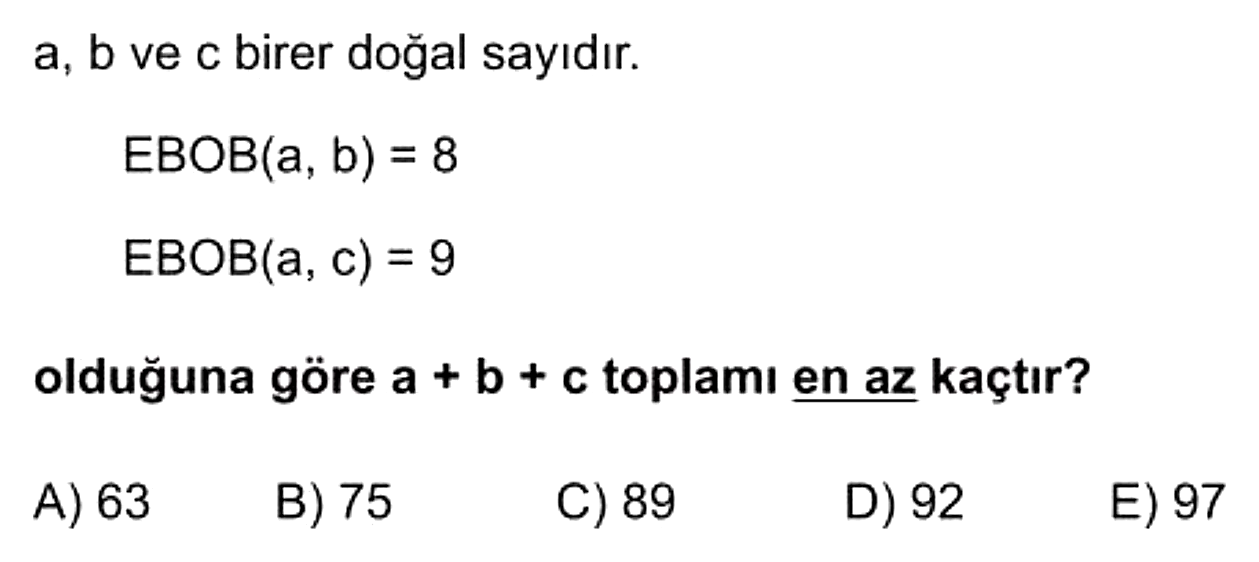 a, b ve c birer doğal sayıdır.
EBOB(a, b) = 8
EBOB(a, c) = 9
olduğuna göre a + b + c toplamı en az kaçtır?
A) 63 B) 75 C) 89 D) 92 E) 97